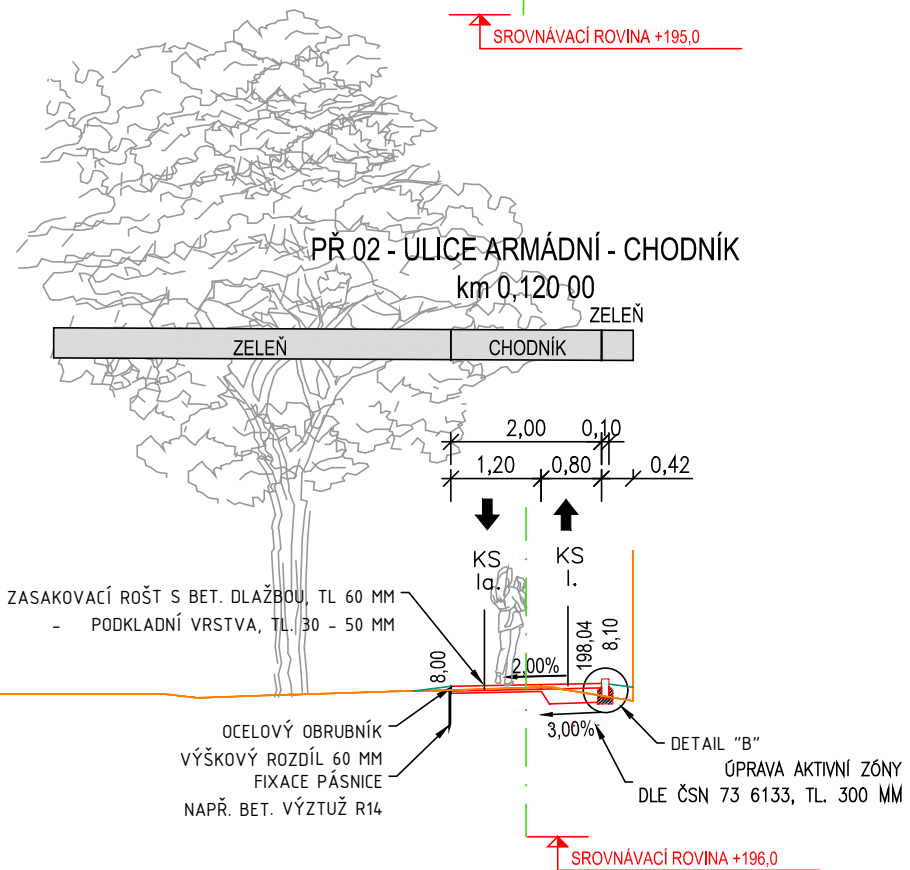 SROVNÁVACÍ ROVINA +195,0
PŘ 02 - ULICE ARMÁDNÍ - CHODNÍK
km 0,120 00
ZELEŇ
ZELEŇ
CHODNÍK
2,00
0,10
1,20
0,80
0,42
KS
Ia.
KS
I.
ZASAKOVACÍ ROŠT S BET. DLAŽBOU, TL 60 MM
- PODKLADNÍ VRSTVA, TL. 30 - 50 MM
8,00
2,00%
198,04
8,10
3,00%
OCELOVÝ OBRUBNÍK
VÝŠKOVÝ ROZDÍL 60 MM
FIXACE PÁSNICE
NAPŘ. BET. VÝZTUŽ R14
DETAIL "B"
ÚPRAVA AKTIVNÍ ZÓNY
DLE ČSN 73 6133, TL. 300 MM
SROVNÁVACÍ ROVINA +196,0